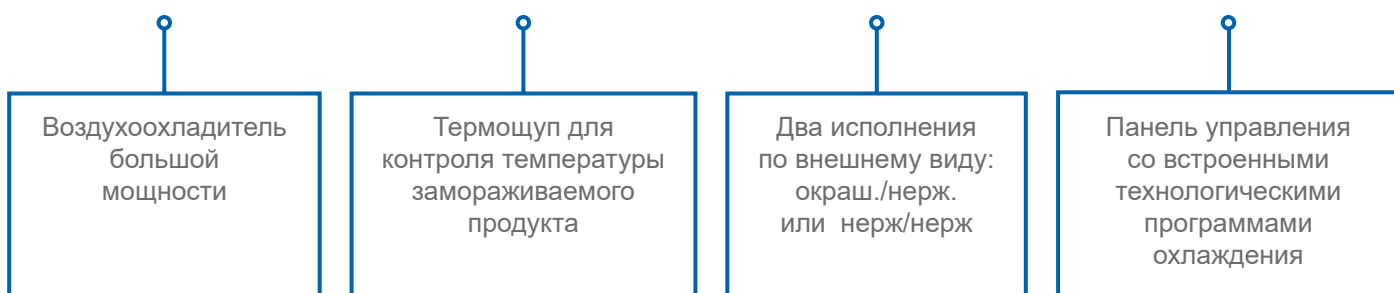 Воздухоохладитель
большой
мощности
Термощуп для
контроля температуры
замораживаемого
продукта
Два исполнения
по внешнему виду:
окраш./нерж.
или  нерж/нерж
Панель управления
со встроенными
технологическими
программами
охлаждения